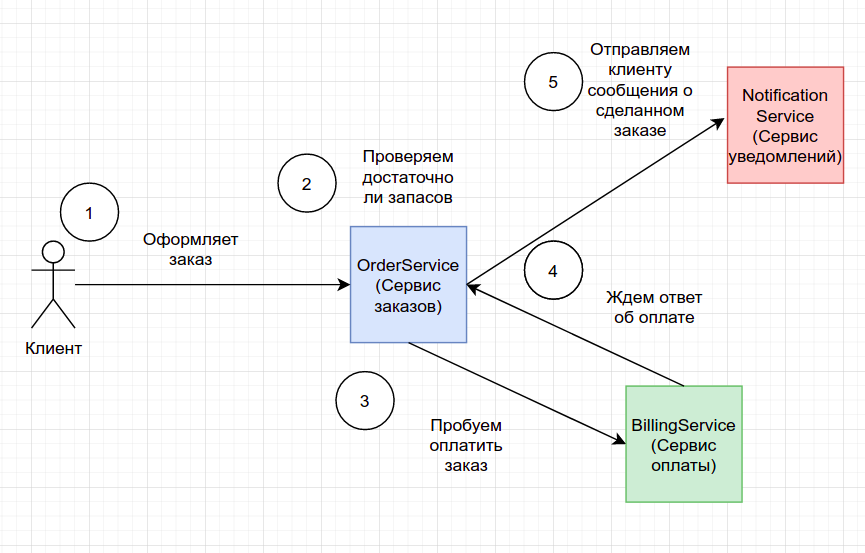 1
Оформляет
заказ
Клиент
2
Проверяем
достаточно
ли запасов
OrderService
(Сервис
заказов)
3
Пробуем
оплатить
заказ
BillingService
(Сервис
оплаты)
4
Ждем ответ
об оплате
5
Отправляем
клиенту
сообщения о
сделанном
заказе
Notification
Service
(Сервис
уведомлений)